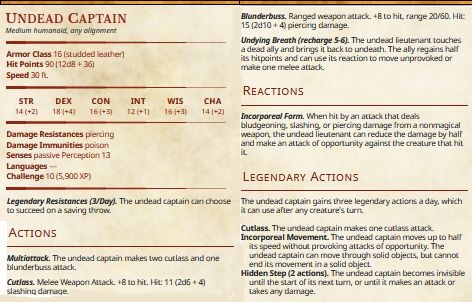 UNDEAD CAPTAIN
Medium humanoid, any alignment
Armor Class 16 (studded leather)
Hit Points 90 (12d8 + 36)
Speed 30 ft.
STR DEX CON INT WIS CHA
14 (+2) 18 (+4) 16 (+3) 12 (+1) 16 (+3) 14 (+2)
Damage Resistances piercing
Damage Immunities poison
Senses passive Perception 13
Languages —
Challenge 10 (5,900 XP)
Legendary Resistances (3/Day). The undead captain can choose
to succeed on a saving throw.
ACTIONS
Multiattack. The undead captain makes two cutlass and one
blunderbuss attack.
Cutlass. Melee Weapon Attack. +8 to hit. Hit: 11 (2d6 + 4)
slashing damage.
Blunderbuss. Ranged weapon attack. +8 to hit, range 20/60. Hit:
15 (2d10 + 4) piercing damage.
Undying Breath (recharge 5-6). The undead lieutenant touches
a dead ally and brings it back to undeath. The ally regains half
its hitpoints and can use its reaction to move unprovoked or
make one melee attack.
REACTIONS
Incorporeal Form. When hit by an attack that deals
bludgeoning, slashing, or piercing damage from a nonmagical
weapon, the undead lieutenant can reduce the damage by half
and make an attack of opportunity against the creature that hit
it.
LEGENDARY ACTIONS
The undead captain gains three legendary actions a day, which
it can use after any creature's turn.
Cutlass. The undead captain makes one cutlass attack.
Incorporeal Movement. The undead captain moves up to half
its speed without provoking attacks of opportunity. The
undead captain can move through solid objects, but cannot
end its movement in a solid object.
Hidden Step (2 actions). The undead captain becomes invisible
until the start of its next turn, or until it makes an attack or
takes any damage.